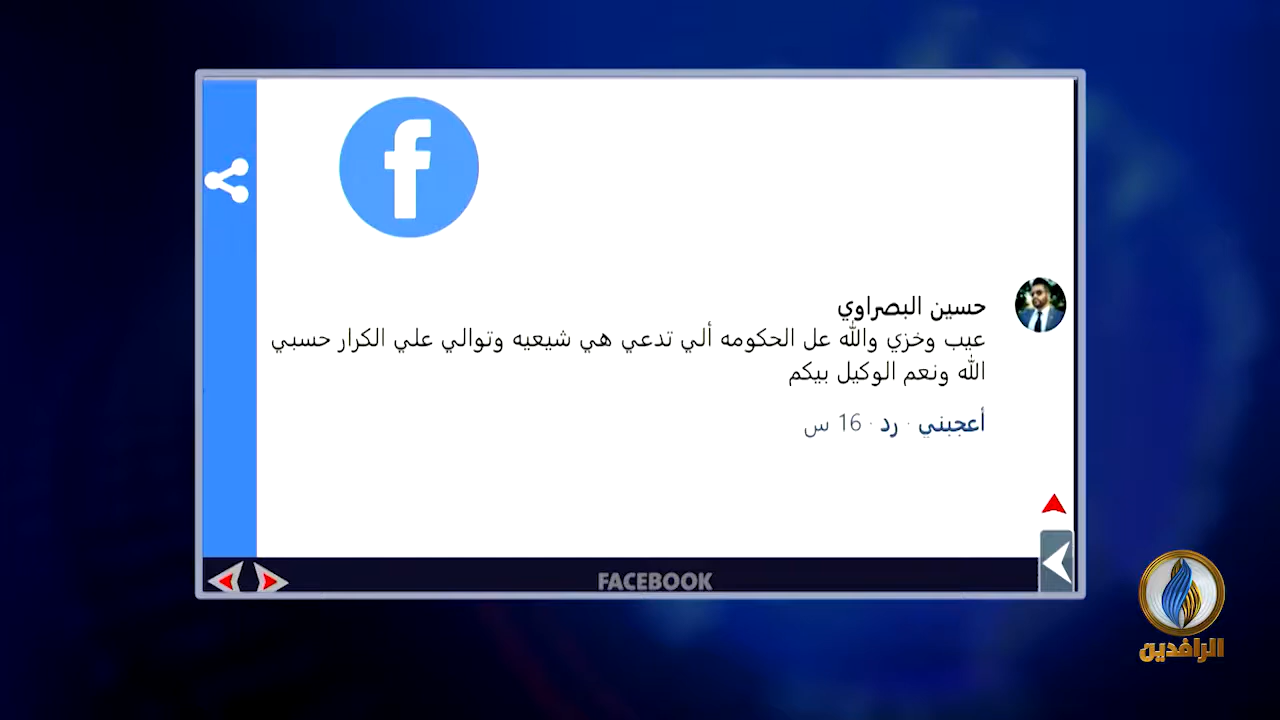 حسين البصراوي
عيب وخزي والله عل الحكومه ألي تدعي هي شيعيه وتوالي علي الكرار حسبي
الله ونعم الوكيل بيكم
أعجبني · رد · 16 س
FACEBOOK
الرافدين